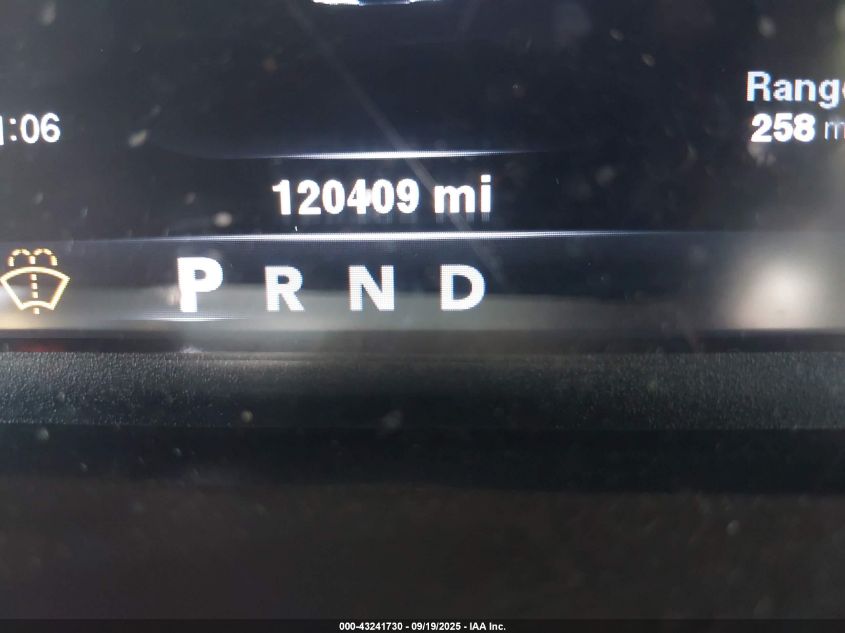 Range
:06
258 m
120409 mi
P R N D
000-43241730 - 09/19/2025 - IAA Inc.